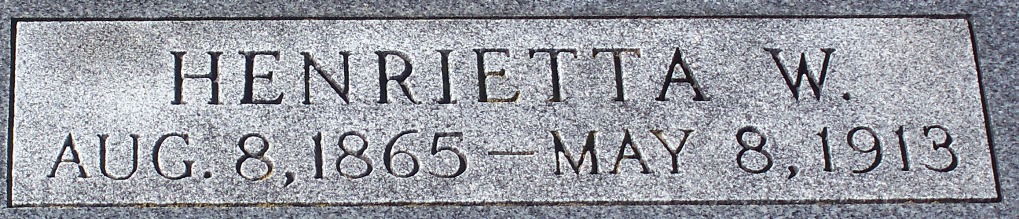 HENRIETTA W.
AUG. 8, 1865 — MAY 8, 1913